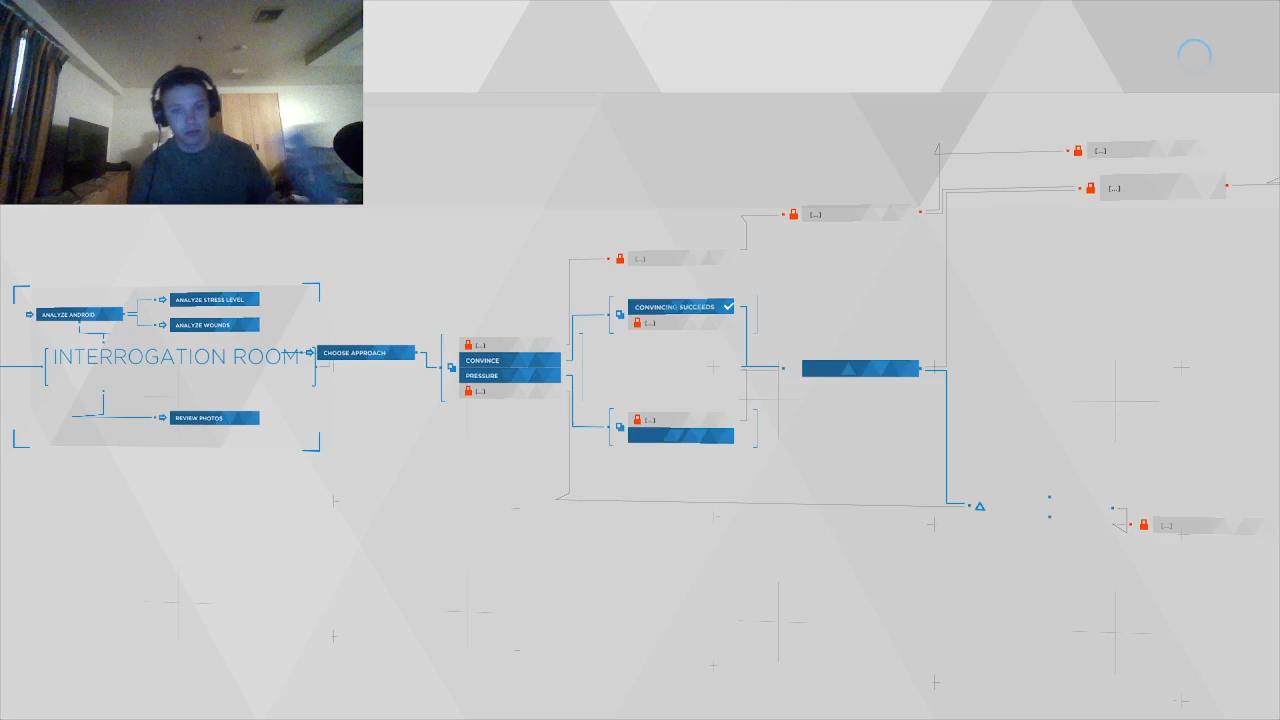 [...]
[...]
[...]
[...]
ANALYZE STRESS LEVEL
ANALYZE ANDROID
ANALYZE WOUNDS
CONVINCING SUCCEEDS
[...]
INTERROGATION ROOM
CHOOSE APPROACH
[...]
CONVINCE
PRESSURE
[...]
REVIEW PHOTOS
[...]
[...]